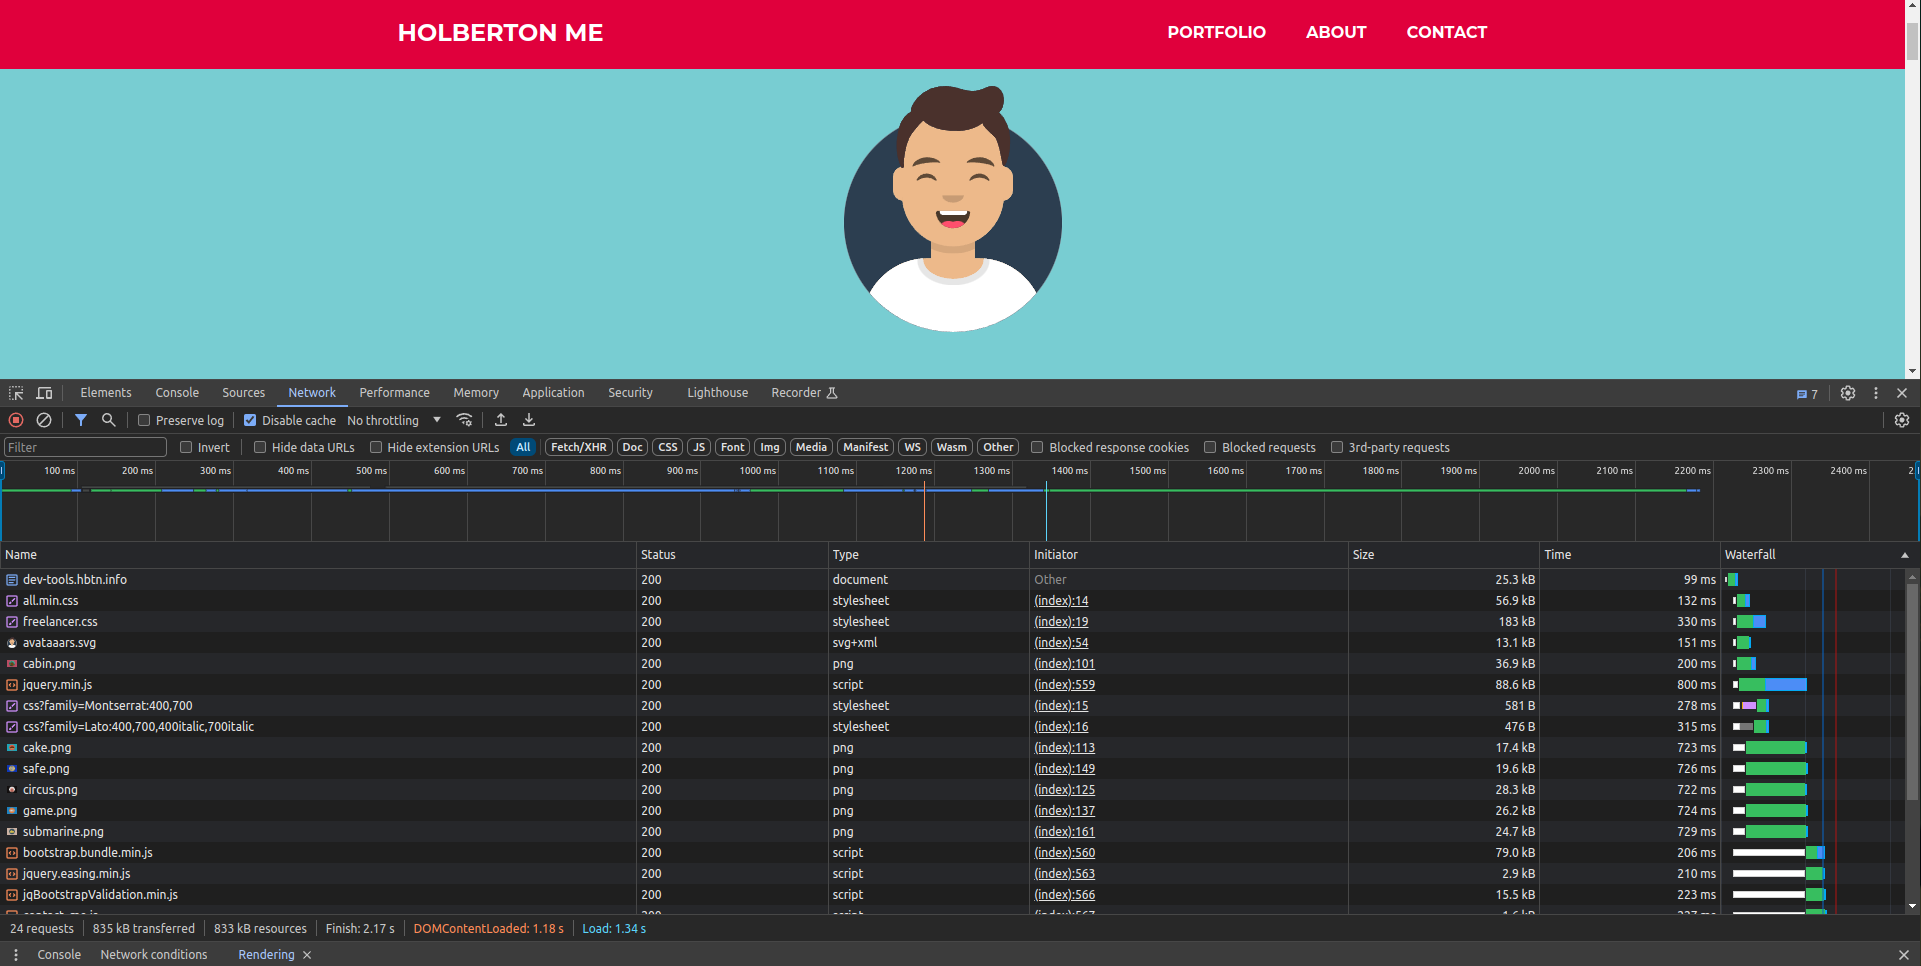 HOLBERTON ME PORTFOLIO ABOUT CONTACT
Elements Console Sources Network Performance Memory Application Security Lighthouse Recorder 7
Preserve log Disable cache No throttling
Filter Invert Hide data URLs Hide extension URLs All Fetch/XHR Doc CSS JS Font Img Media Manifest WS Wasm Other Blocked response cookies Blocked requests 3rd-party requests
100 ms 200 ms 300 ms 400 ms 500 ms 600 ms 700 ms 800 ms 900 ms 1000 ms 1100 ms 1200 ms 1300 ms 1400 ms 1500 ms 1600 ms 1700 ms 1800 ms 1900 ms 2000 ms 2100 ms 2200 ms 2300 ms 2400 ms
Name Status Type Initiator Size Time Waterfall
dev-tools.hbtn.info 200 document Other 25.3 kB 99 ms
all.min.css 200 stylesheet (index):14 56.9 kB 132 ms
freelancer.css 200 stylesheet (index):19 183 kB 330 ms
avataaars.svg 200 svg+xml (index):54 13.1 kB 151 ms
cabin.png 200 png (index):101 36.9 kB 200 ms
jquery.min.js 200 script (index):559 88.6 kB 800 ms
css?family=Montserrat:400,700 200 stylesheet (index):15 581 B 278 ms
css?family=Lato:400,700,400italic,700italic 200 stylesheet (index):16 476 B 315 ms
cake.png 200 png (index):113 17.4 kB 723 ms
safe.png 200 png (index):149 19.6 kB 726 ms
circus.png 200 png (index):125 28.3 kB 722 ms
game.png 200 png (index):137 26.2 kB 724 ms
submarine.png 200 png (index):161 24.7 kB 729 ms
bootstrap.bundle.min.js 200 script (index):560 79.0 kB 206 ms
jquery.easing.min.js 200 script (index):563 2.9 kB 210 ms
jqBootstrapValidation.min.js 200 script (index):566 15.5 kB 223 ms
24 requests 835 kB transferred 833 kB resources Finish: 2.17 s DOMContentLoaded: 1.18 s Load: 1.34 s
Console Network conditions Rendering